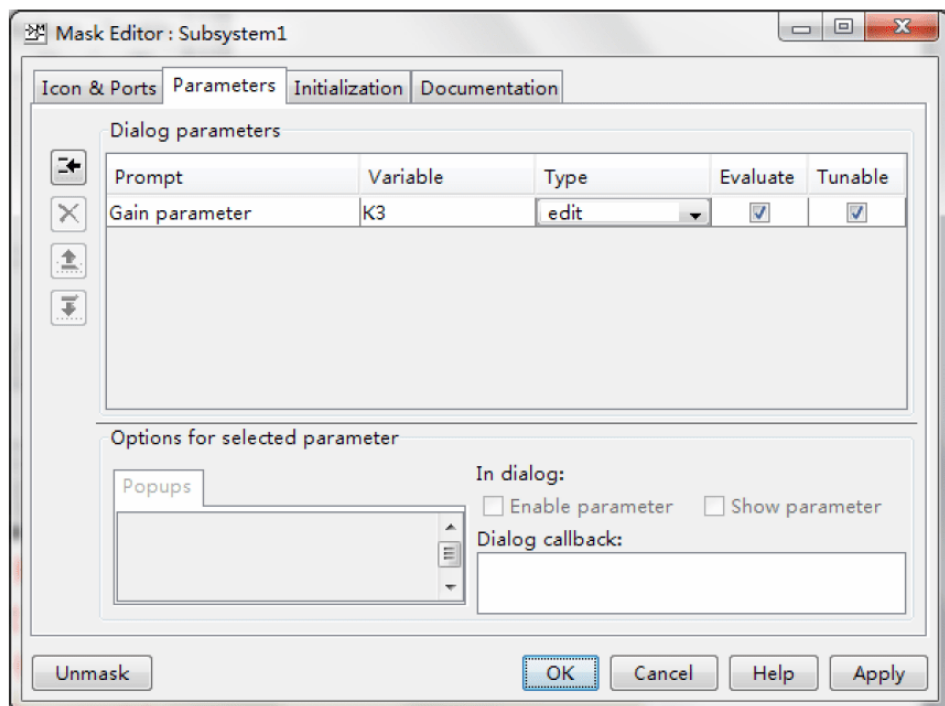 Mask Editor : Subsystem1
Icon & Ports Parameters Initialization Documentation
Dialog parameters
Prompt Variable Type Evaluate Tunable
Gain parameter K3 edit
Options for selected parameter
Popups
In dialog:
Enable parameter Show parameter
Dialog callback:
Unmask OK Cancel Help Apply